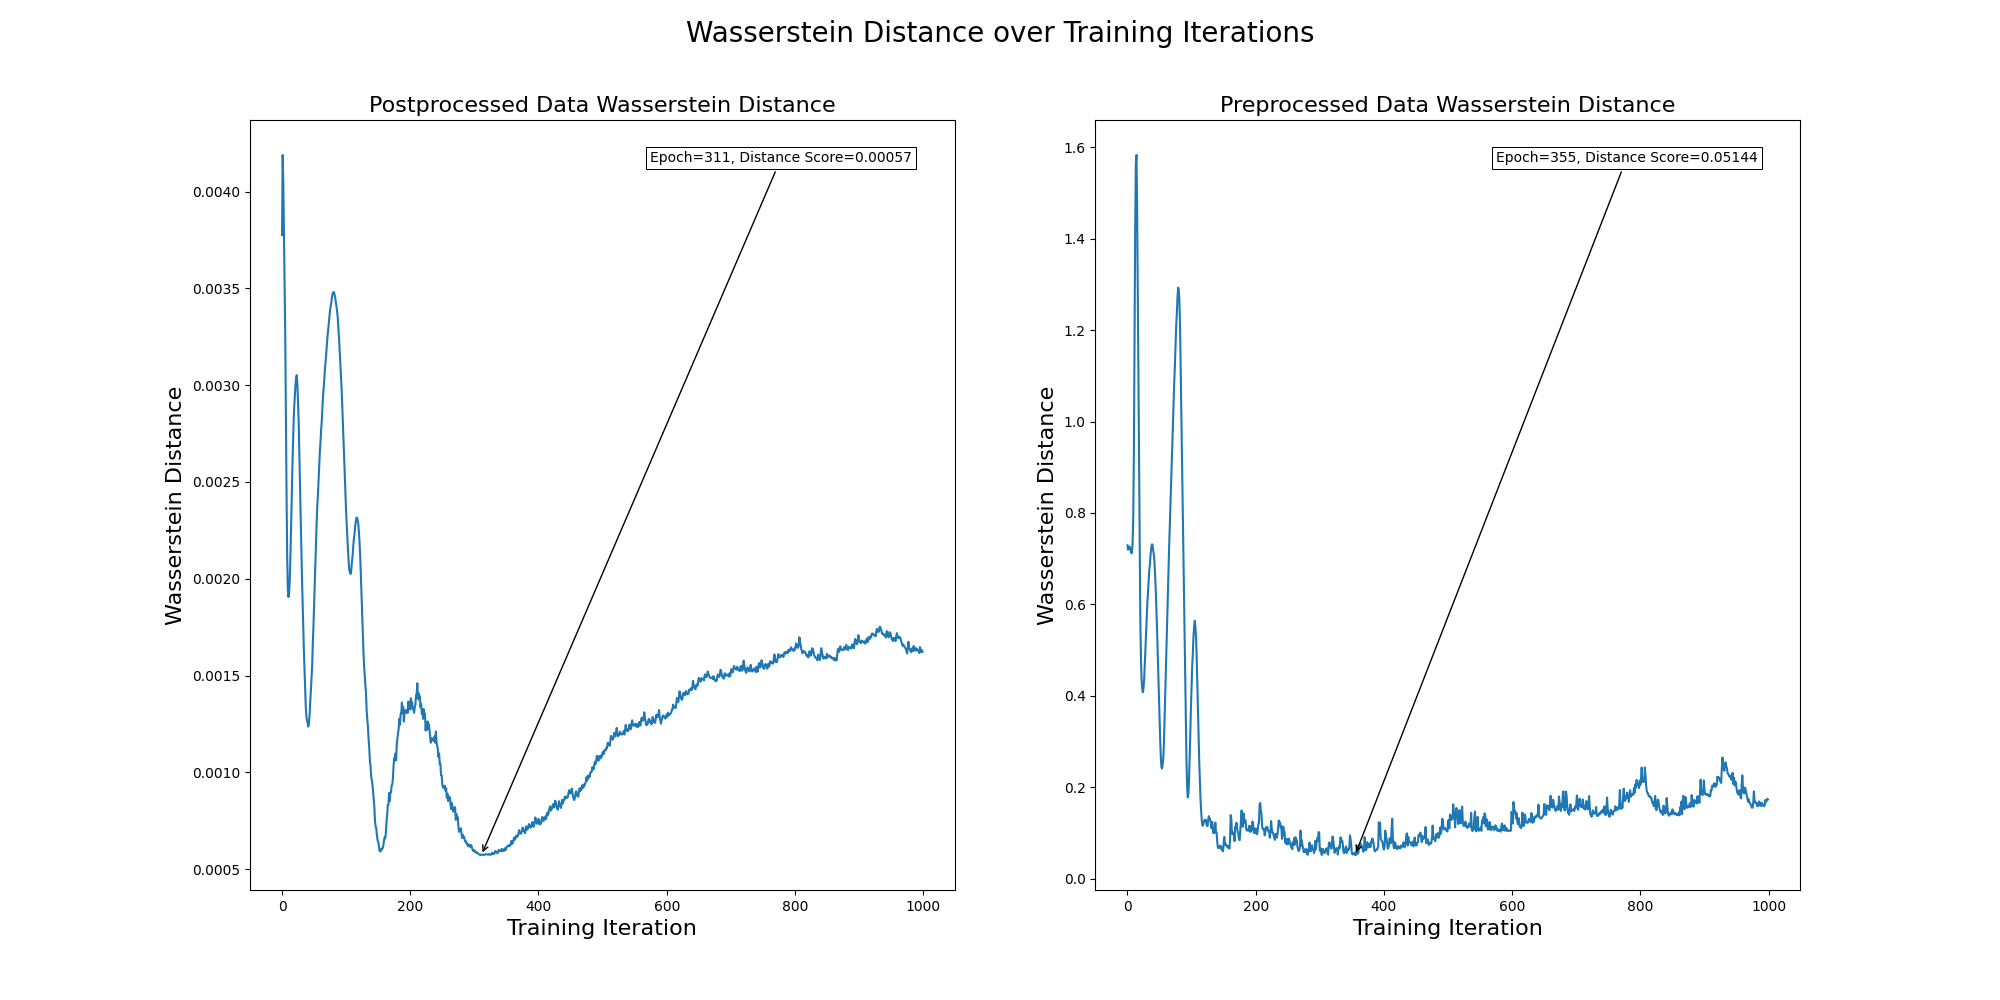 Wasserstein Distance over Training Iterations
Postprocessed Data Wasserstein Distance
Epoch=311, Distance Score=0.00057
0.0040
0.0035
0.0030
0.0025
0.0020
0.0015
0.0010
0.0005
Wasserstein Distance
0 200 400 600 800 1000
Training Iteration
Preprocessed Data Wasserstein Distance
Epoch=355, Distance Score=0.05144
1.6
1.4
1.2
1.0
0.8
0.6
0.4
0.2
0.0
Wasserstein Distance
0 200 400 600 800 1000
Training Iteration